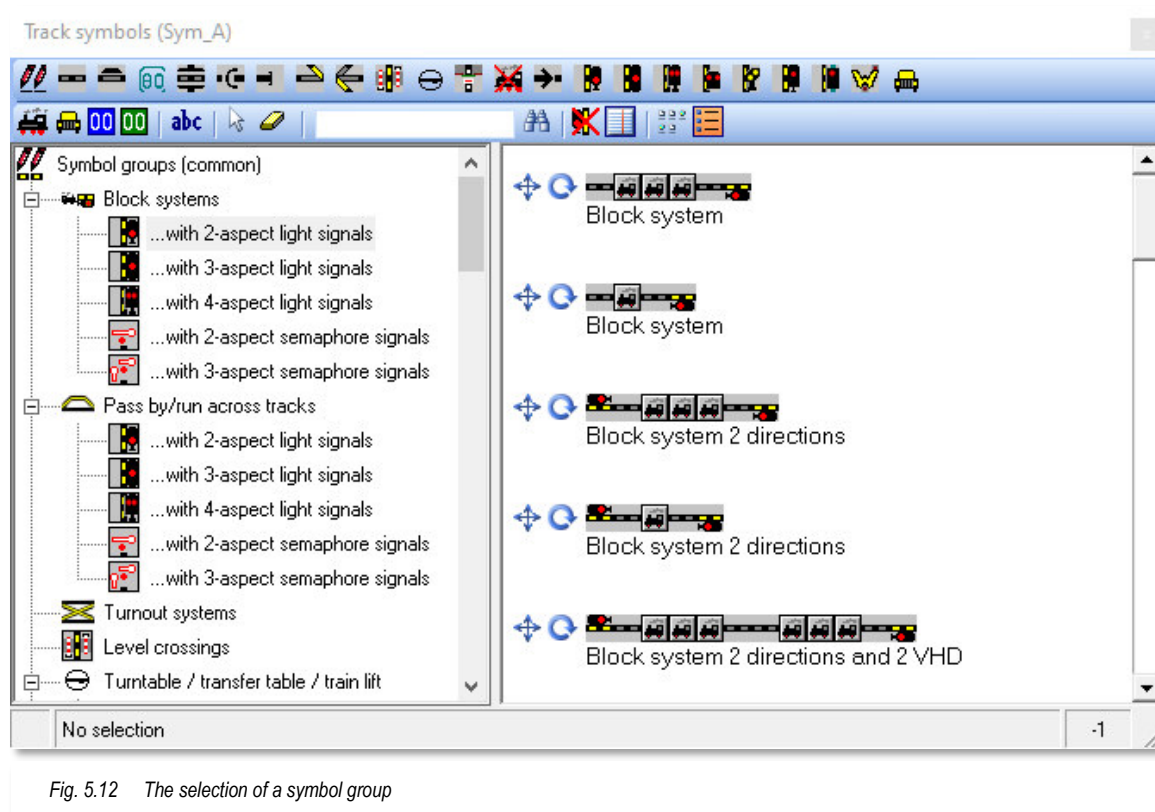 Track symbols (Sym_A)
00 00 abc
Symbol groups (common)
Block systems
...with 2-aspect light signals
...with 3-aspect light signals
...with 4-aspect light signals
...with 2-aspect semaphore signals
...with 3-aspect semaphore signals
Pass by/run across tracks
...with 2-aspect light signals
...with 3-aspect light signals
...with 4-aspect light signals
...with 2-aspect semaphore signals
...with 3-aspect semaphore signals
Turnout systems
Level crossings
Turntable / transfer table / train lift
Block system
Block system
Block system 2 directions
Block system 2 directions
Block system 2 directions and 2 VHD
No selection
-1
Fig. 5.12 The selection of a symbol group